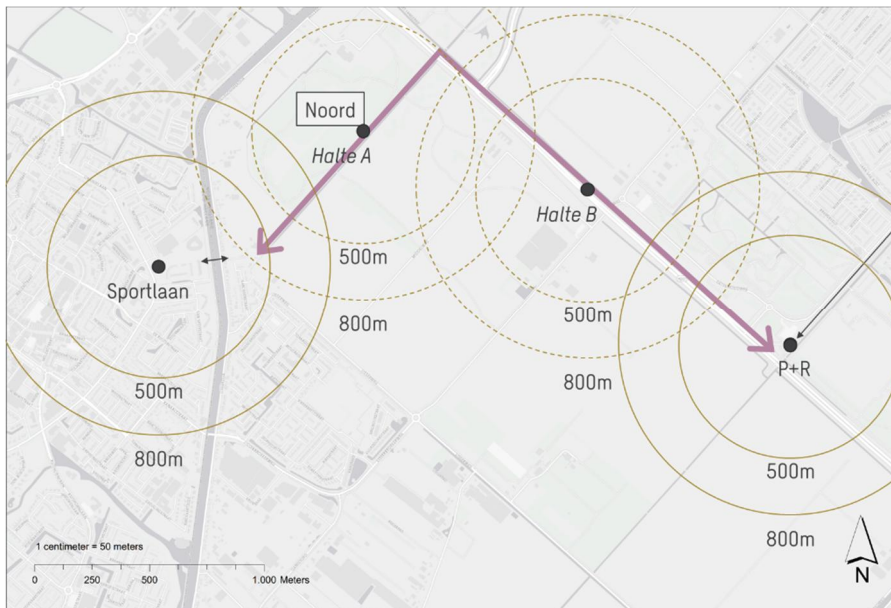 Noord
Halte A
Halte B
500m
800m
500m
800m
Sportlaan
500m
800m
P+R
500m
800m
1 centimeter = 50 meters
0 250 500 1.000 Meters
N